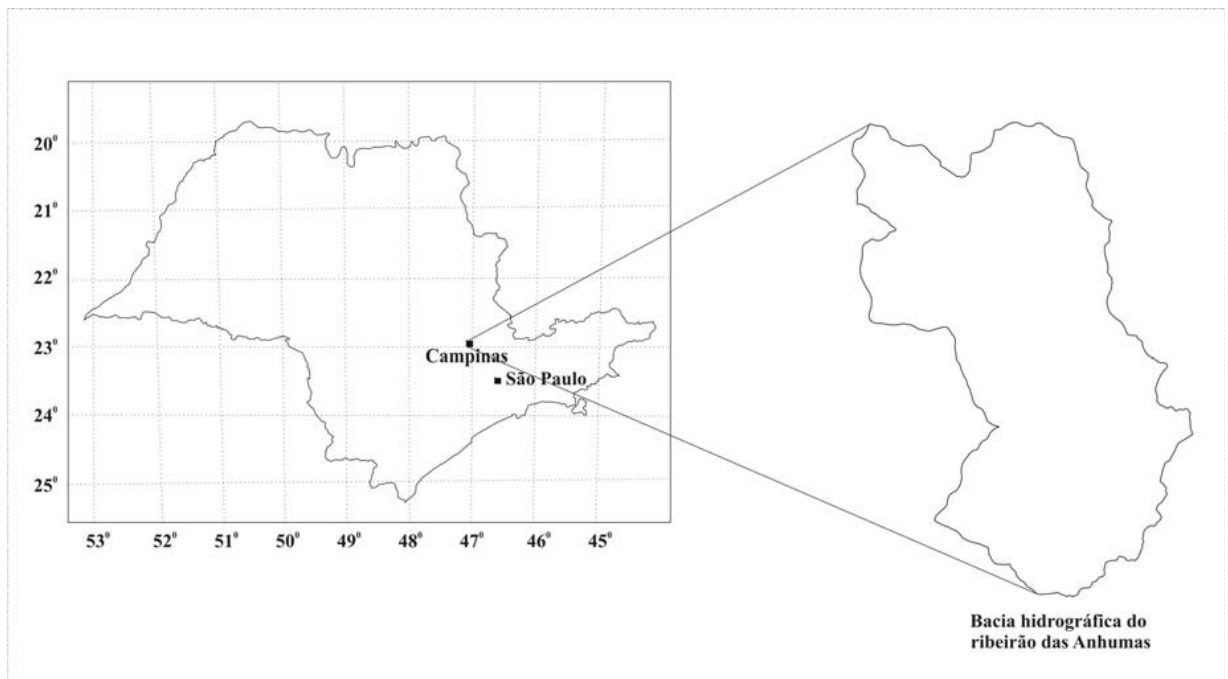 20°
21°
22°
23°
24°
25°
53° 52° 51° 50° 49° 48° 47° 46° 45°
Campinas
São Paulo
Bacia hidrográfica do
ribeirão das Anhumas